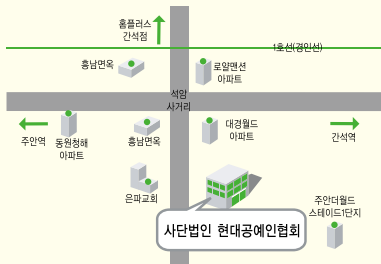 홈플러스
간석점
1호선(경인선)
흥남면옥
로얄맨션
아파트
석암
사거리
주안역
동원청해
아파트
흥남면옥
대경월드
아파트
간석역
은파교회
주안더월드
스테이드1단지
사단법인 현대공예인협회